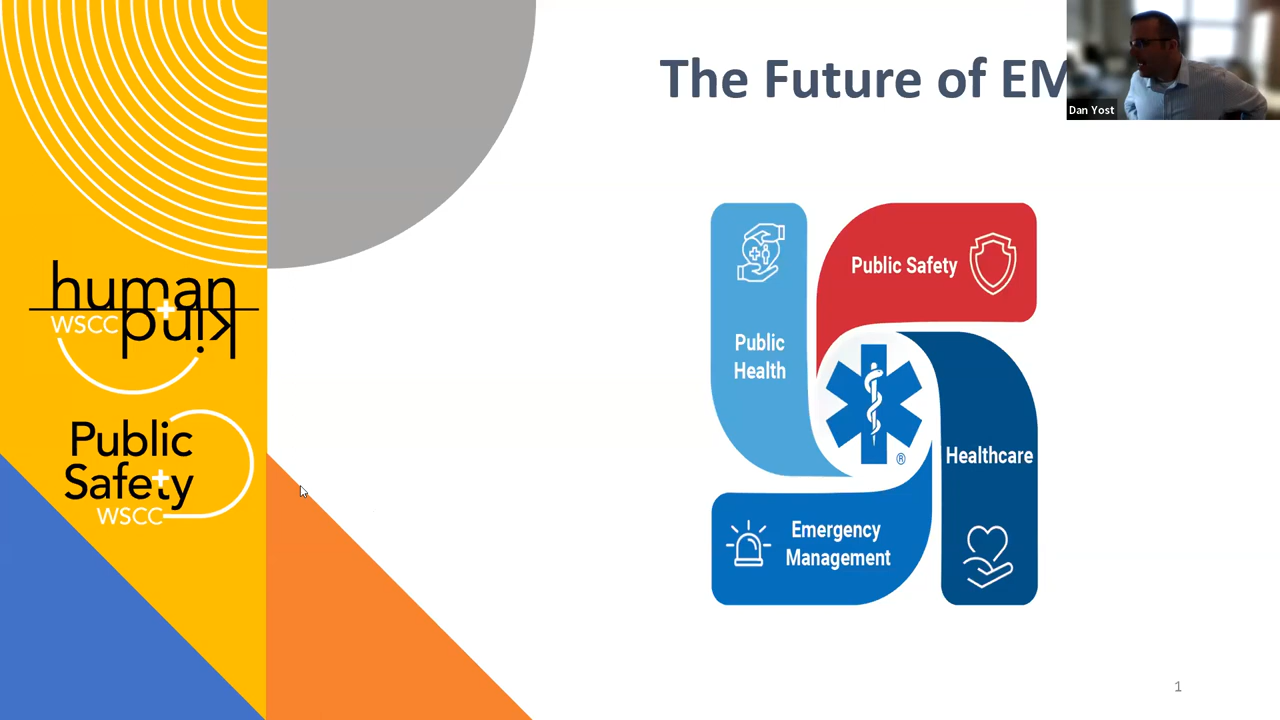 The Future of EM
Dan Yost
human
WSCC
kind
Public
Safety
WSCC
Public
Health
Public Safety
Healthcare
Emergency
Management
®
1